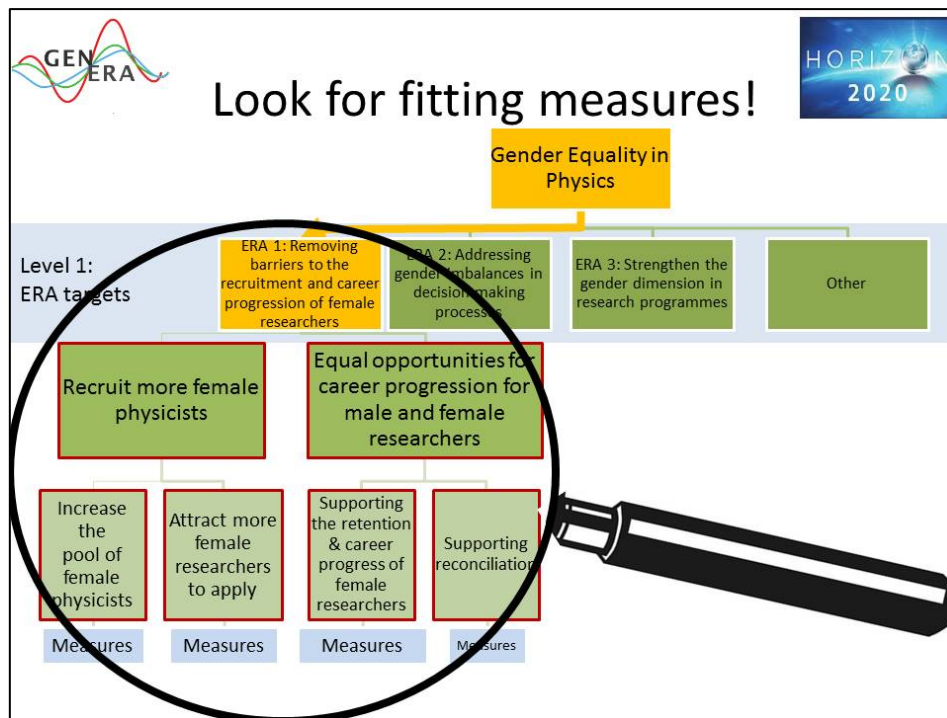 GEN
ERA
HORIZON
2020
Look for fitting measures!
Gender Equality in
Physics
Level 1:
ERA targets
ERA 1: Removing
barriers to the
recruitment and career
progression of female
researchers
ERA 2: Addressing
gender imbalances in
decision making
processes
ERA 3: Strengthen the
gender dimension in
research programmes
Other
Recruit more female
physicists
Equal opportunities for
career progression for
male and female
researchers
Increase
the
pool of
female
physicists
Attract more
female
researchers
to apply
Supporting
the retention
& career
progress of
female
researchers
Supporting
reconciliation
Measures
Measures
Measures
Measures